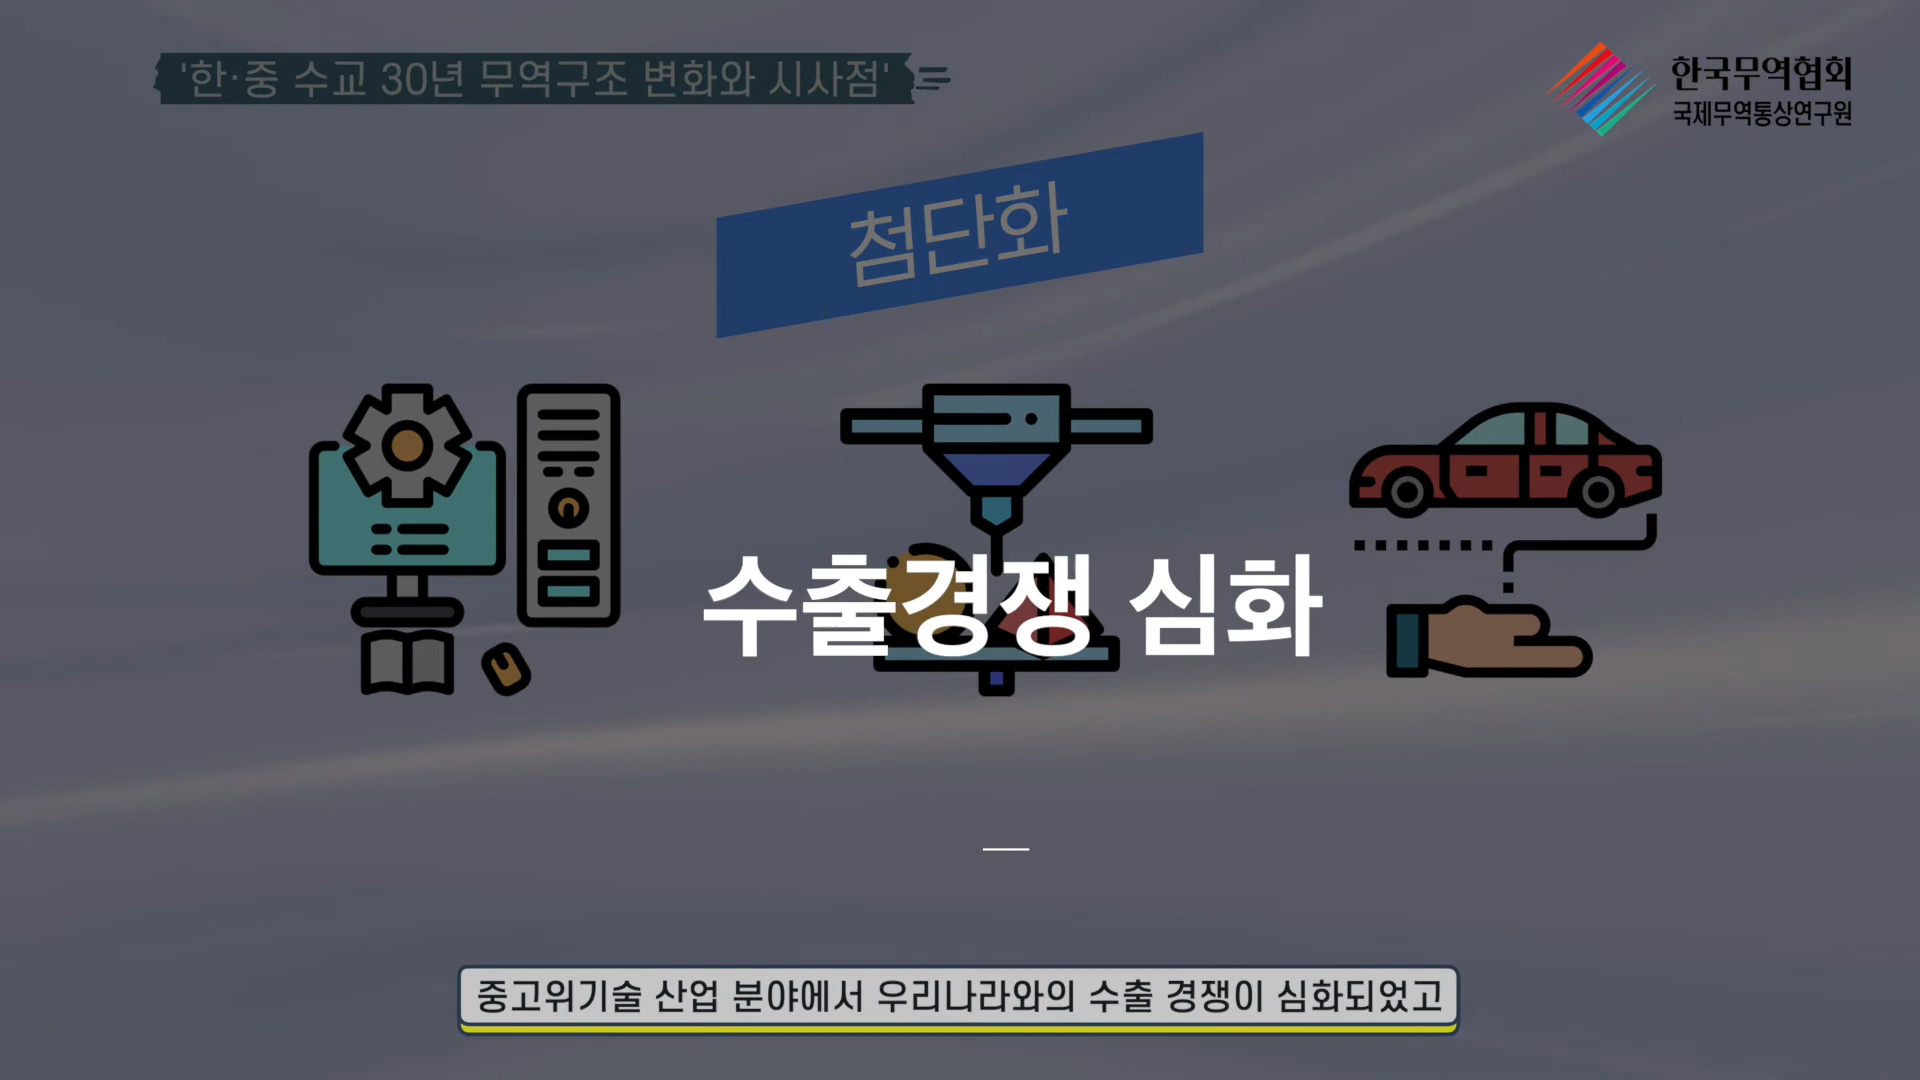 '한·중 수교 30년 무역구조 변화와 시사점'
한국무역협회
국제무역통상연구원
첨단화
수출경쟁 심화
중고위기술 산업 분야에서 우리나라와의 수출 경쟁이 심화되었고